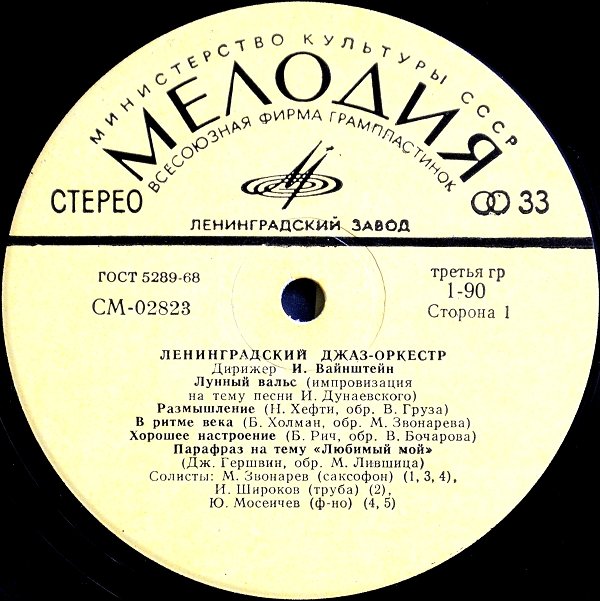 МИНИСТЕРСТВО КУЛЬТУРЫ СССР
МЕЛОДИЯ
ВСЕСОЮЗНАЯ ФИРМА ГРАМПЛАСТИНОК
СТЕРЕО
33
ЛЕНИНГРАДСКИЙ ЗАВОД
ГОСТ 5289-68
СМ-02823
третья гр
1-90
Сторона 1
ЛЕНИНГРАДСКИЙ ДЖАЗ-ОРКЕСТР
Дирижер И. Вайнштейн
Лунный вальс (импровизация
на тему песни И. Дунаевского)
Размышление (Н. Хефти, обр. В. Груза)
В ритме века (Б. Холман, обр. М. Звонарева)
Хорошее настроение (Б. Рич, обр. В. Бочарова)
Парафраз на тему «Любимый мой»
(Дж. Гершвин, обр. М. Лившица)
Солисты: М. Звонарев (саксофон) (1, 3, 4),
И. Широков (труба) (2),
Ю. Мосеичев (ф-но) (4, 5)